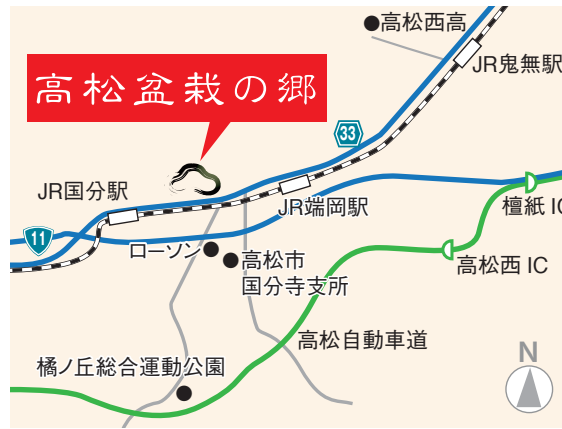 高松西高
JR鬼無駅
高松盆栽の郷
33
JR国分駅
JR端岡駅
檀紙 IC
11
ローソン
高松市
国分寺支所
高松西 IC
高松自動車道
橘ノ丘総合運動公園
N